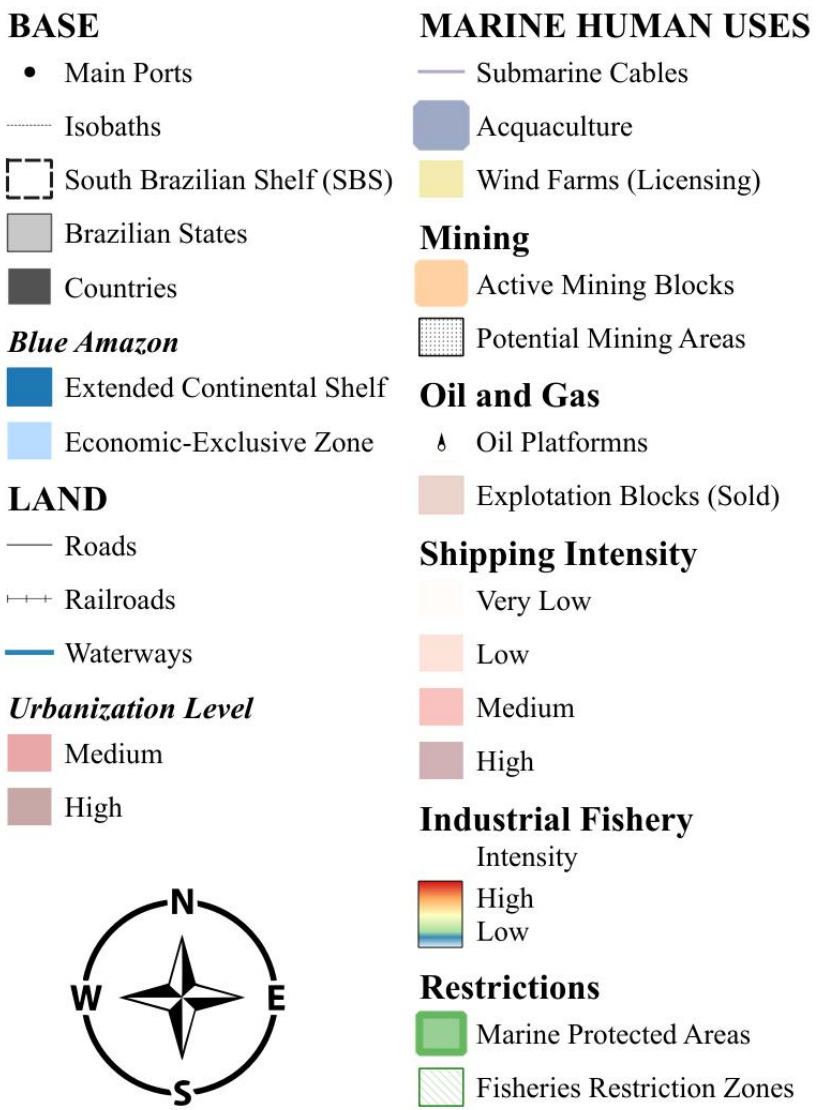 BASE
Main Ports
Isobaths
South Brazilian Shelf (SBS)
Brazilian States
Countries
Blue Amazon
Extended Continental Shelf
Economic-Exclusive Zone
LAND
Roads
Railroads
Waterways
Urbanization Level
Medium
High
N
W E
S
MARINE HUMAN USES
Submarine Cables
Acquaculture
Wind Farms (Licensing)
Mining
Active Mining Blocks
Potential Mining Areas
Oil and Gas
Oil Platformns
Explotation Blocks (Sold)
Shipping Intensity
Very Low
Low
Medium
High
Industrial Fishery
Intensity
High
Low
Restrictions
Marine Protected Areas
Fisheries Restriction Zones